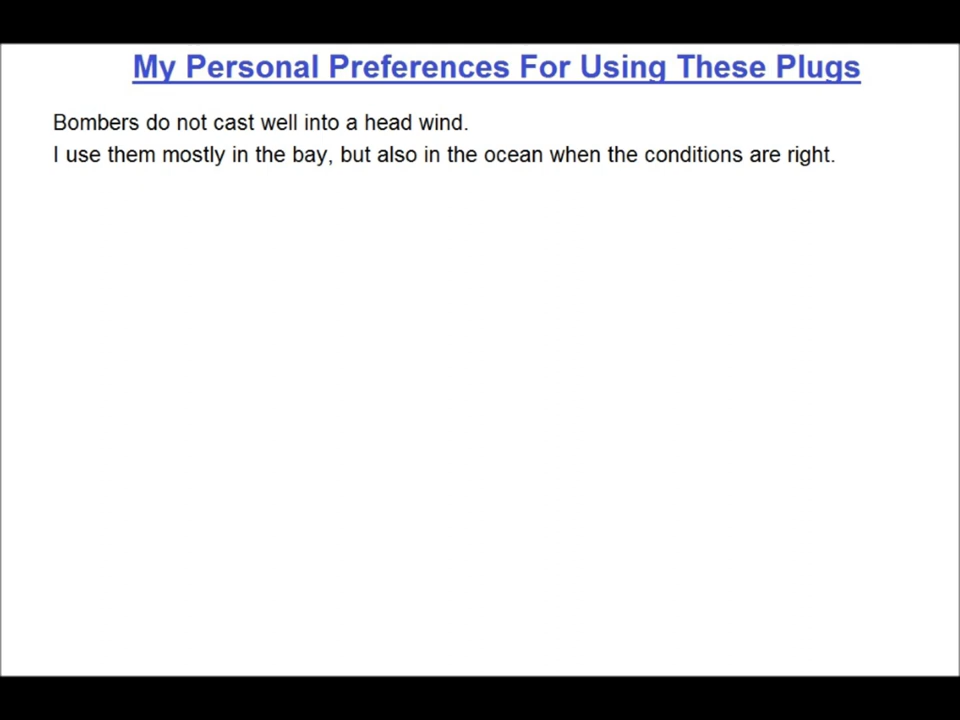 My Personal Preferences For Using These Plugs
Bombers do not cast well into a head wind.
I use them mostly in the bay, but also in the ocean when the conditions are right.